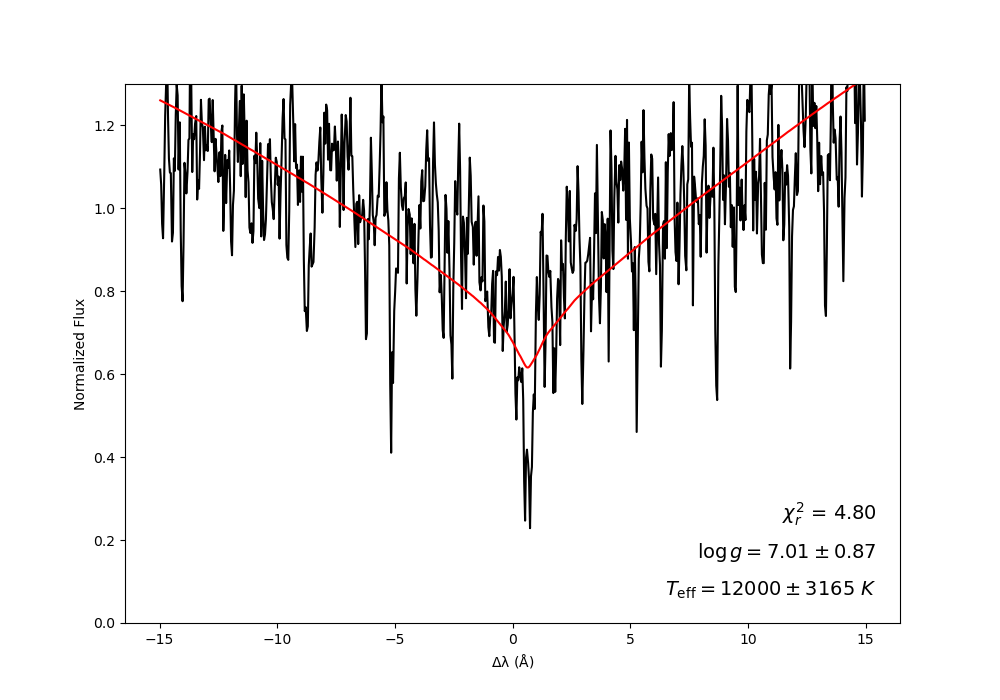 1.2
1.0
0.8
0.6
0.4
0.2
0.0
Normalized Flux
χ²ᵣ = 4.80
log g = 7.01 ± 0.87
T_eff = 12000 ± 3165 K
−15 −10 −5 0 5 10 15
Δλ (Å)